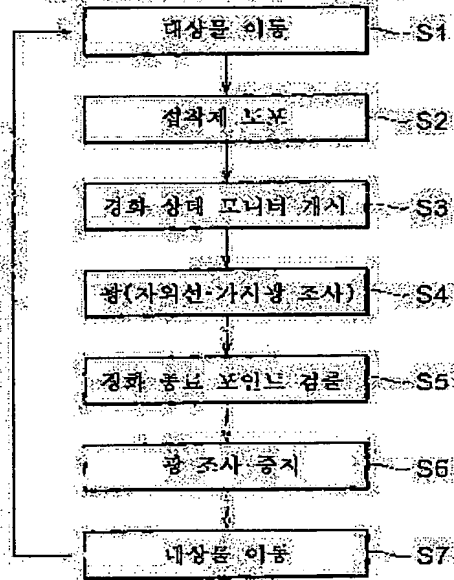 대상물 이동 S1
접착제 도포 S2
경화 상태 모니터 개시 S3
광(자외선·가시광 조사) S4
경화 종료 포인트 검출 S5
광 조사 중지 S6
대상물 이동 S7